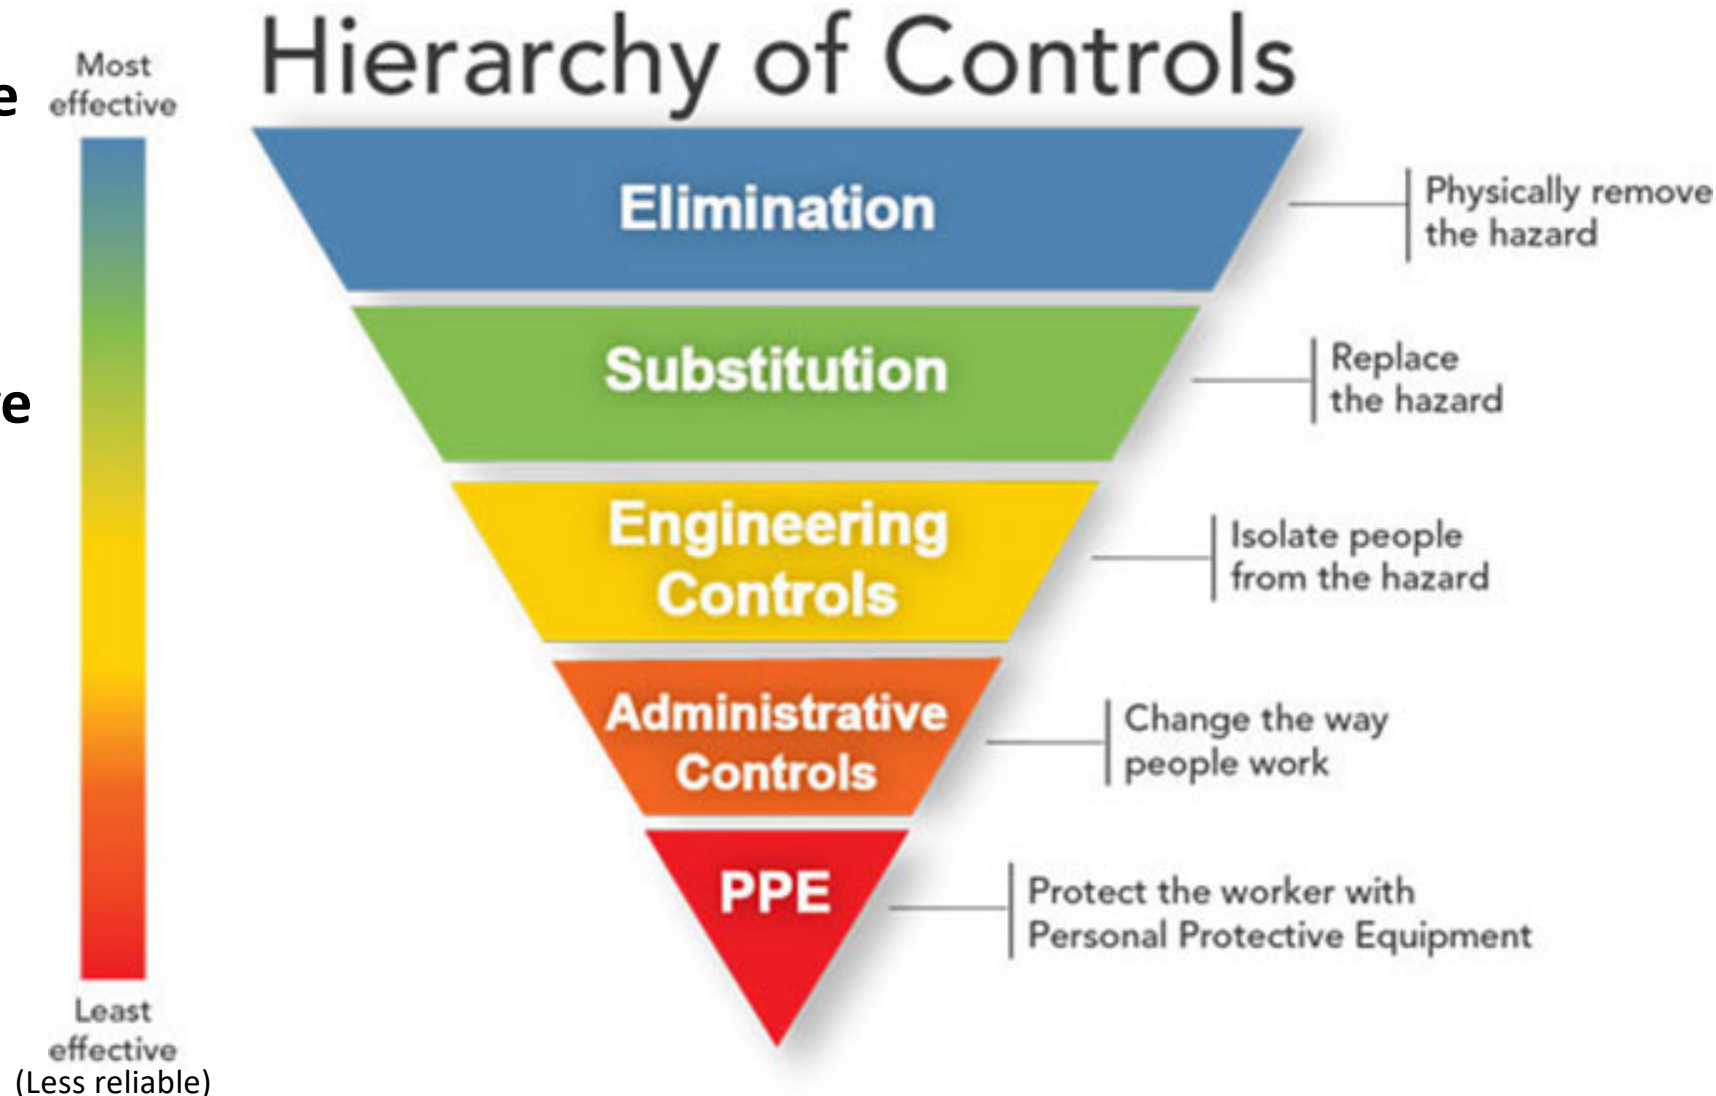 Hierarchy of Controls
Most
effective
Elimination
Physically remove
the hazard
Substitution
Replace
the hazard
Engineering
Controls
Isolate people
from the hazard
Administrative
Controls
Change the way
people work
PPE
Protect the worker with
Personal Protective Equipment
Least
effective
(Less reliable)